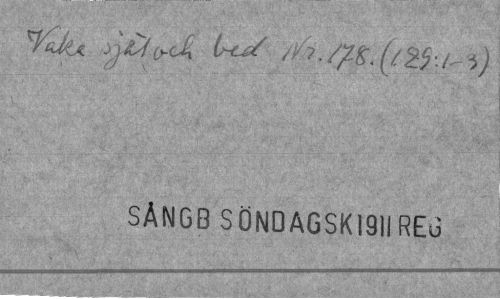 Vaka själ och bed Nr. 178. (129:1-3)
SÅNGB SÖNDAGSK 1911 REG